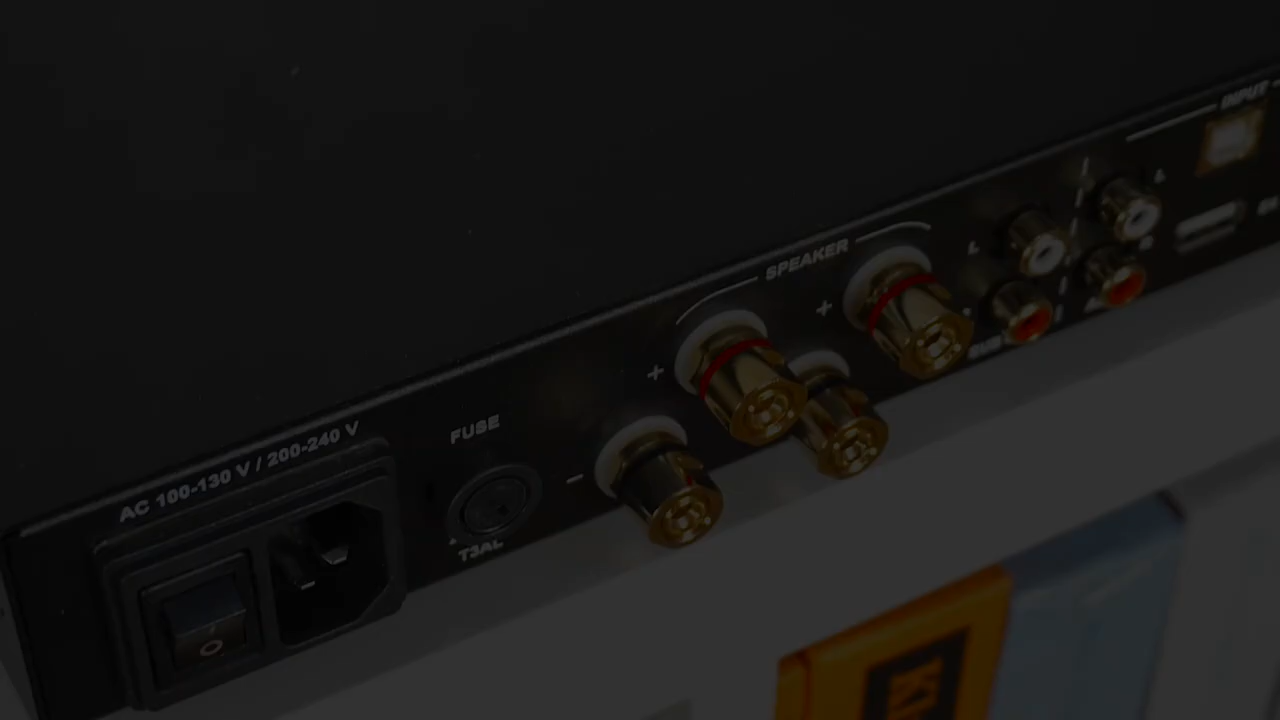 INPUT
L
SPEAKER
+
+
-
FUSE
T3AL
AC 100-130 V / 200-240 V